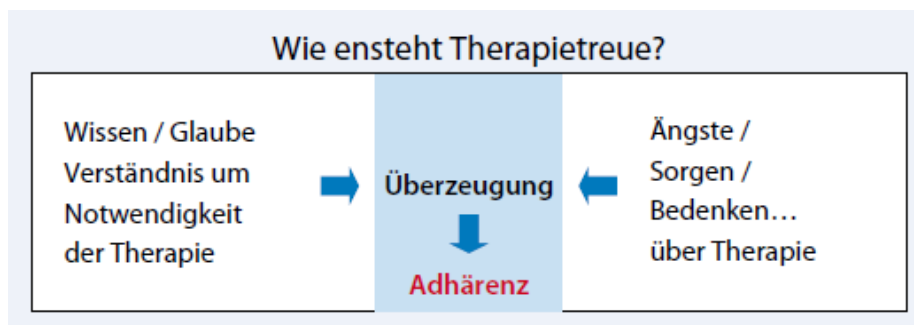 Wie ensteht Therapietreue?
Wissen / Glaube
Verständnis um
Notwendigkeit
der Therapie
Überzeugung
Adhärenz
Ängste /
Sorgen /
Bedenken…
über Therapie